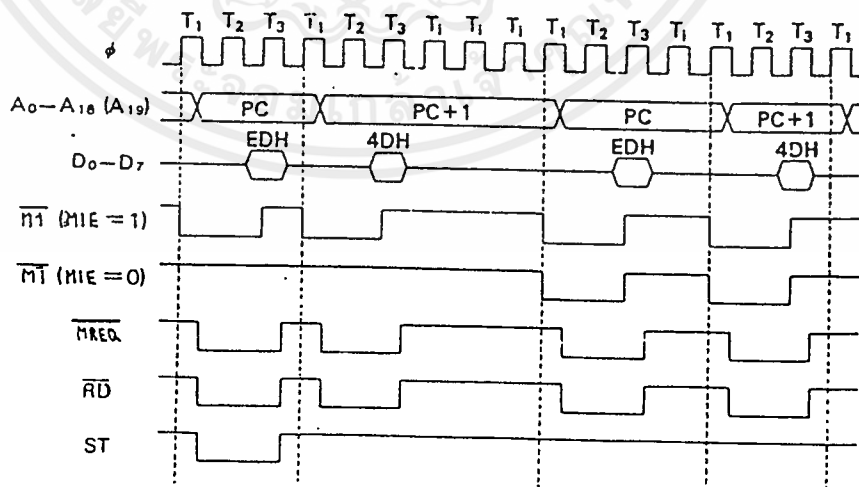 T1 T2 T3 T1 T2 T3 Ti Ti Ti T1 T2 T3 Ti T1 T2 T3 T1
φ
A0–A18 (A19) PC PC+1 PC PC+1
D0–D7 EDH 4DH EDH 4DH
M1 (MIE = 1)
M1 (MIE = 0)
MREQ
RD
ST